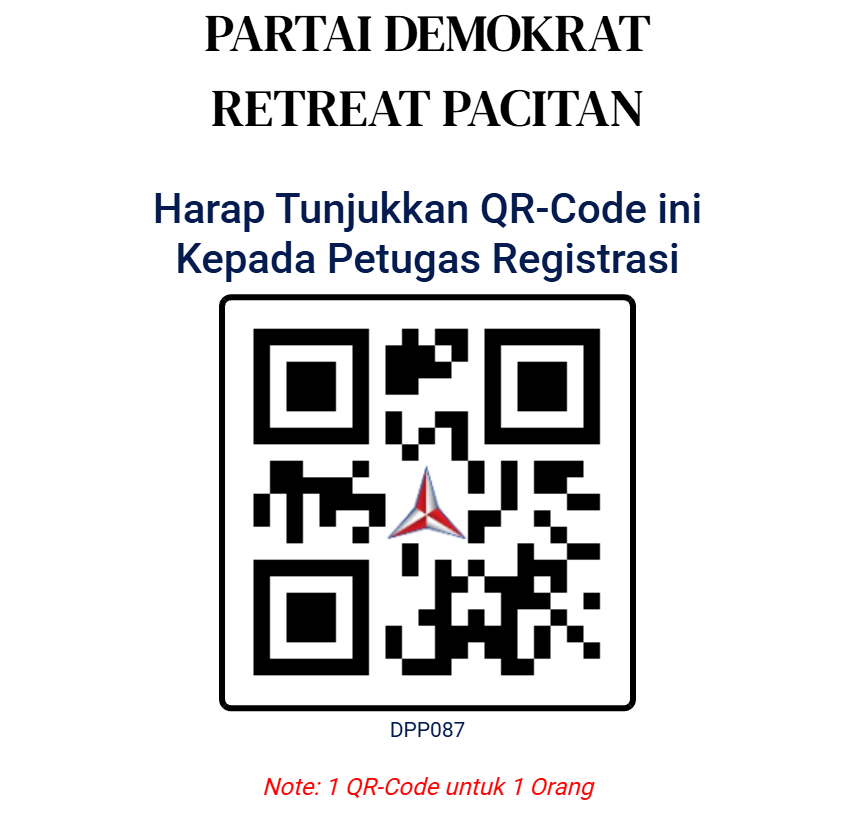 PARTAI DEMOKRAT
RETREAT PACITAN
Harap Tunjukkan QR-Code ini
Kepada Petugas Registrasi
DPP087
Note: 1 QR-Code untuk 1 Orang